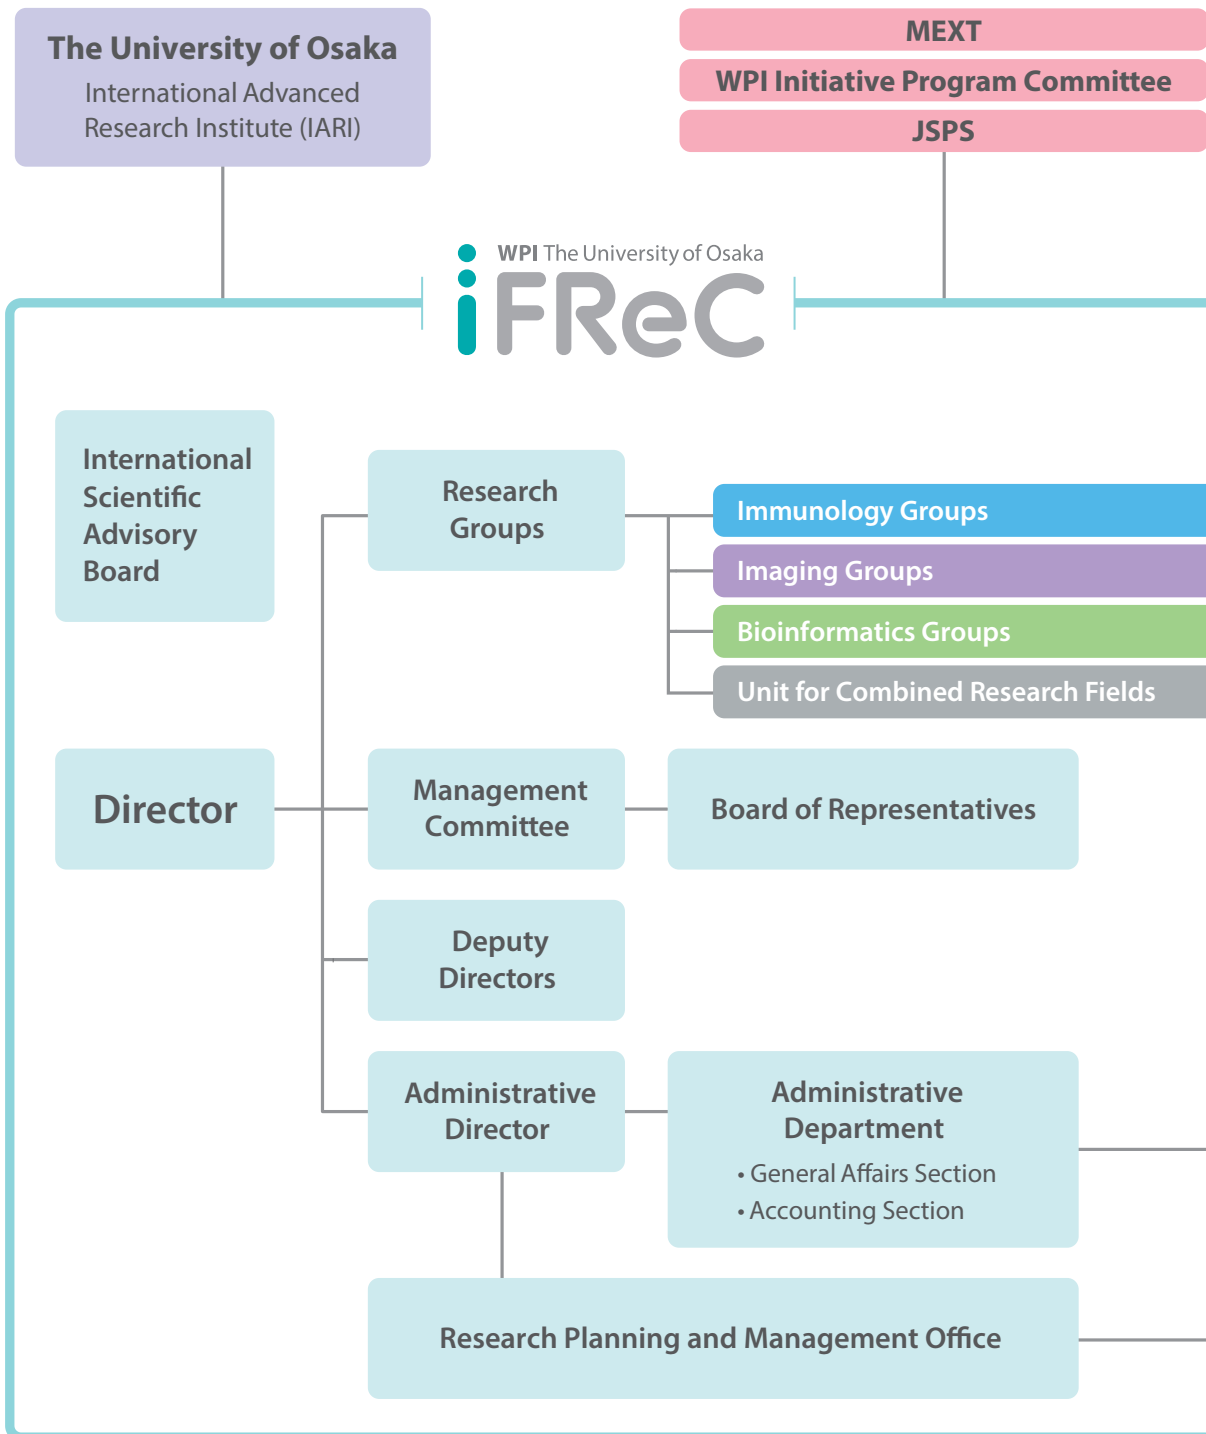 The University of Osaka
International Advanced
Research Institute (IARI)
MEXT
WPI Initiative Program Committee
JSPS
WPI The University of Osaka
iFReC
International
Scientific
Advisory
Board
Research
Groups
Immunology Groups
Imaging Groups
Bioinformatics Groups
Unit for Combined Research Fields
Director
Management
Committee
Board of Representatives
Deputy
Directors
Administrative
Director
Administrative
Department
• General Affairs Section
• Accounting Section
Research Planning and Management Office